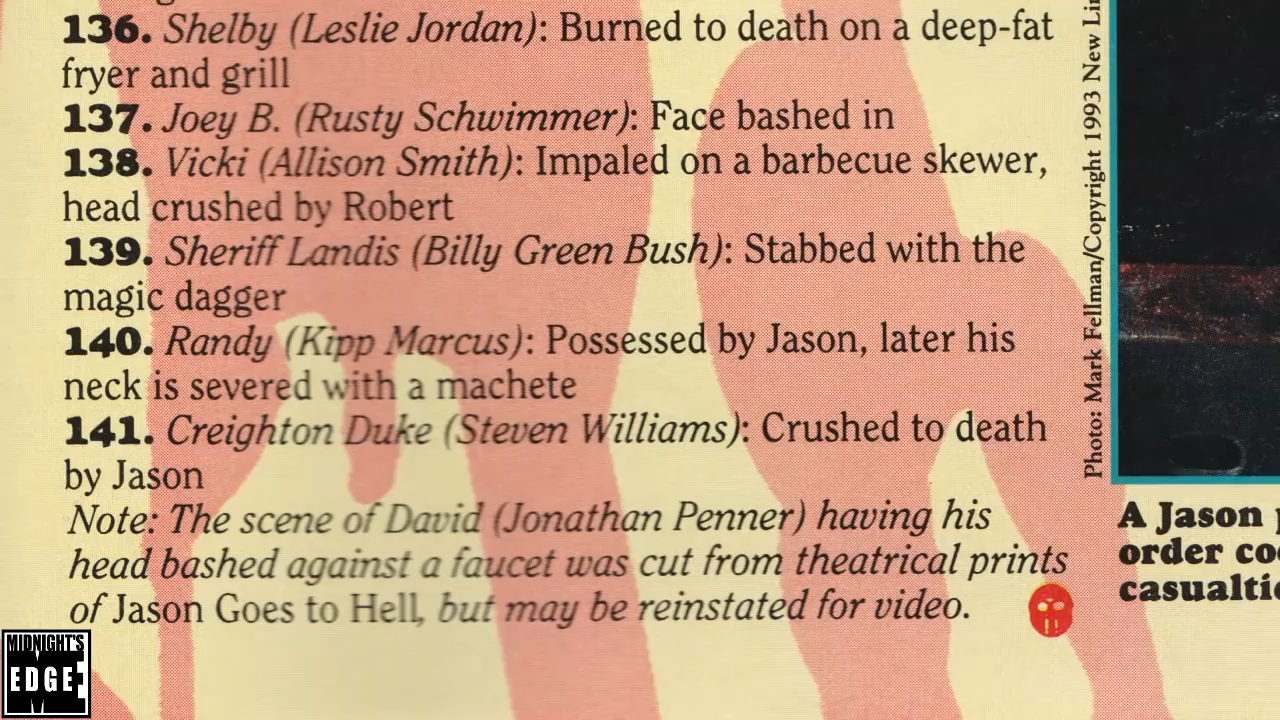 136. Shelby (Leslie Jordan): Burned to death on a deep-fat
fryer and grill
137. Joey B. (Rusty Schwimmer): Face bashed in
138. Vicki (Allison Smith): Impaled on a barbecue skewer,
head crushed by Robert
139. Sheriff Landis (Billy Green Bush): Stabbed with the
magic dagger
140. Randy (Kipp Marcus): Possessed by Jason, later his
neck is severed with a machete
141. Creighton Duke (Steven Williams): Crushed to death
by Jason
Note: The scene of David (Jonathan Penner) having his
head bashed against a faucet was cut from theatrical prints
of Jason Goes to Hell, but may be reinstated for video.
Photo: Mark Fellman/Copyright 1993 New
A Jason
order
MIDNIGHT'S
EDGE